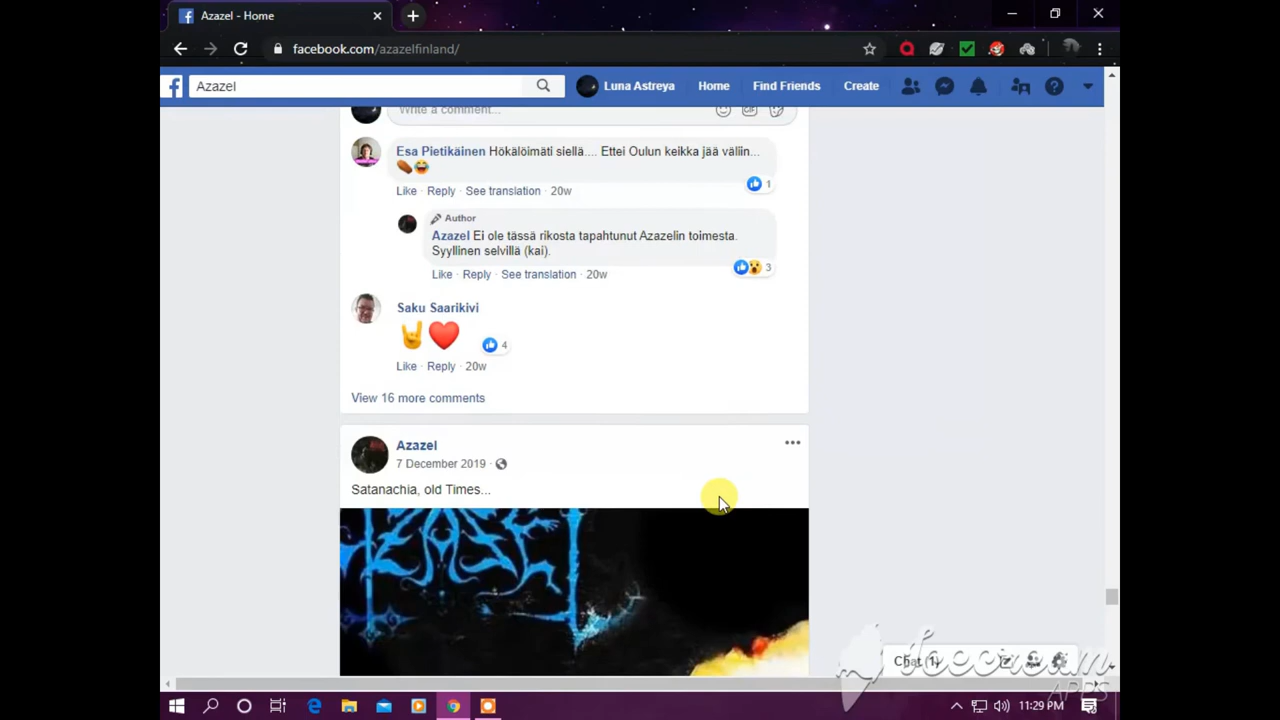 Azazel - Home
facebook.com/azazelfinland/
Azazel
Luna Astreya
Home
Find Friends
Create
Write a comment...
Esa Pietikäinen Hökälöimäti siellä.... Ettei Oulun keikka jää väliin...
Like · Reply · See translation · 20w
1
Author
Azazel Ei ole tässä rikosta tapahtunut Azazelin toimesta.
Syyllinen selvillä (kai).
Like · Reply · See translation · 20w
3
Saku Saarikivi
4
Like · Reply · 20w
View 16 more comments
Azazel
7 December 2019
Satanachia, old Times...
Chat (1)
Icecream
APPS
11:29 PM